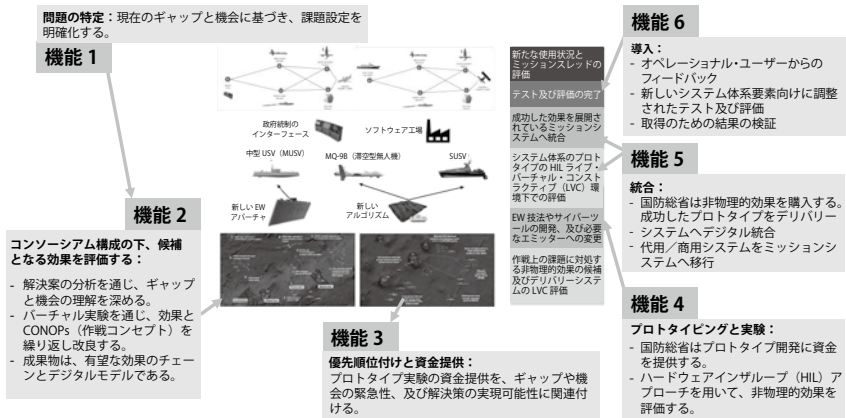 問題の特定：現在のギャップと機会に基づき、課題設定を
明確化する。
機能 1
機能 2
コンソーシアム構成の下、候補
となる効果を評価する：
- 解決案の分析を通じ、ギャップ
と機会の理解を深める。
- バーチャル実験を通じ、効果と
CONOPs（作戦コンセプト）を
繰り返し改良する。
- 成果物は、有望な効果のチェー
ンとデジタルモデルである。
政府統制の
インターフェース
ソフトウェア工場
中型 USV（MUSV）
MQ-9B（滞空型無人機）
SUSV
新しい EW
アパーチャ
新しい
アルゴリズム
機能 3
優先順位付けと資金提供：
プロトタイプ実験の資金提供を、ギャップや機
会の緊急性、及び解決策の実現可能性に関連付
ける。
新たな使用状況と
ミッションスレッドの
評価
テスト及び評価の完了
成功した効果を展開さ
れているミッションシ
ステムへ統合
システム体系のプロト
タイプの HIL ライブ・
バーチャル・コンスト
ラクティブ（LVC）環
境下での評価
EW 技法やサイバーツ
ールの開発、及び必要
なエミッターへの変更
作戦上の課題に対処す
る非物理的効果の候補
及びデリバリーシステ
ムの LVC 評価
機能 6
導入：
- オペレーショナル・ユーザーからの
フィードバック
- 新しいシステム体系要素向けに調整
されたテスト及び評価
- 取得のための結果の検証
機能 5
統合：
- 国防総省は非物理的効果を購入する。
成功したプロトタイプをデリバリー
- システムへデジタル統合
- 代用／商用システムをミッションシ
ステムへ移行
機能 4
プロトタイピングと実験：
- 国防総省はプロトタイプ開発に資金
を提供する。
- ハードウェアインザループ（HIL）ア
プローチを用いて、非物理的効果を
評価する。